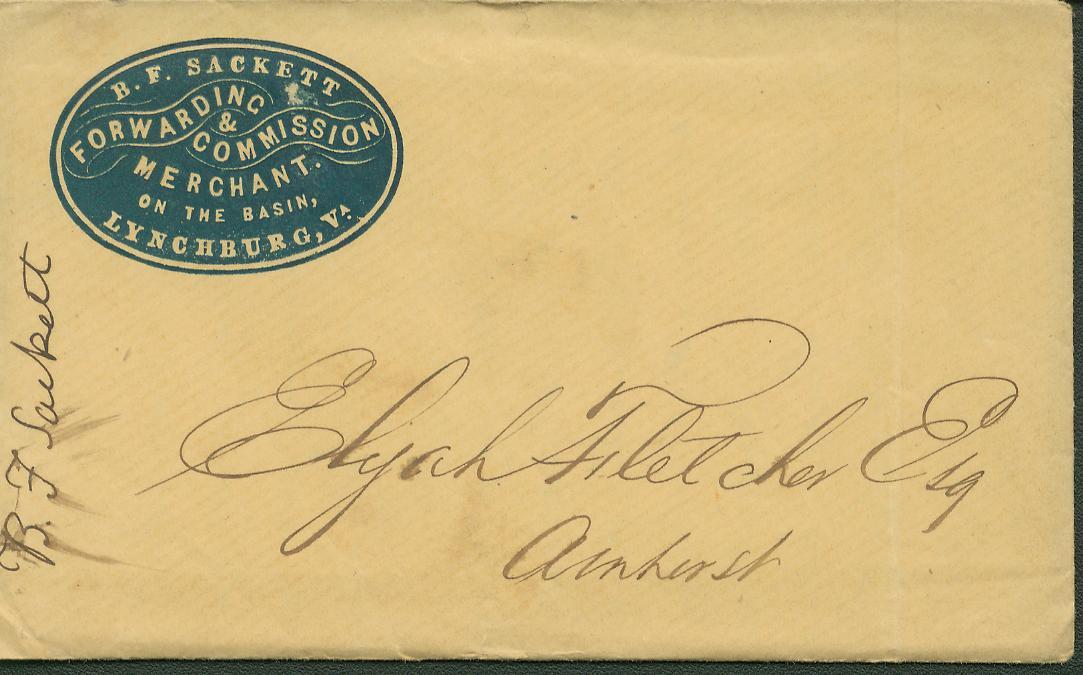 B. F. SACKETT
FORWARDING
&
COMMISSION
MERCHANT.
ON THE BASIN,
LYNCHBURG, VA.
B. F Sackett
Elijah Fletcher Esq
Amherst